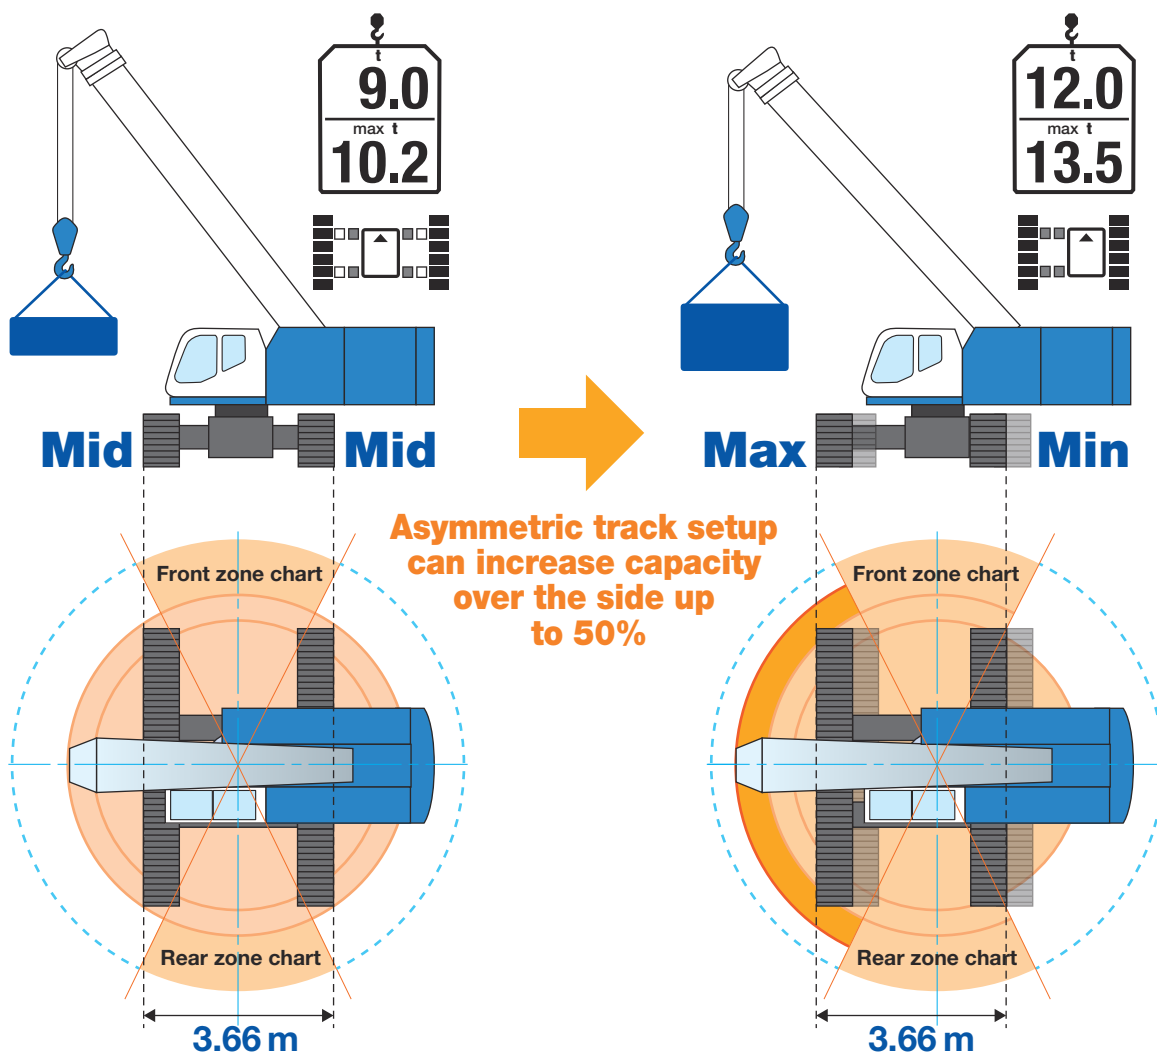 t
9.0
max t
10.2
t
12.0
max t
13.5
Mid
Mid
Max
Min
Asymmetric track setup
can increase capacity
over the side up
to 50%
Front zone chart
Front zone chart
Rear zone chart
Rear zone chart
3.66 m
3.66 m